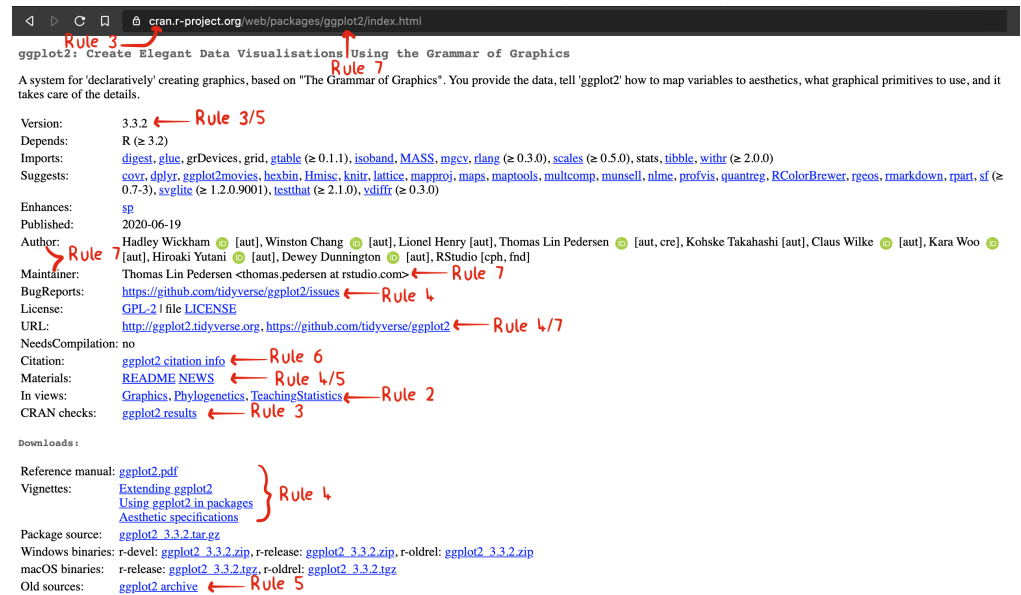 cran.r-project.org/web/packages/ggplot2/index.html
Rule 3
ggplot2: Create Elegant Data Visualisations Using the Grammar of Graphics
Rule 7
A system for 'declaratively' creating graphics, based on "The Grammar of Graphics". You provide the data, tell 'ggplot2' how to map variables to aesthetics, what graphical primitives to use, and it
takes care of the details.
Version: 3.3.2 Rule 3/5
Depends: R (≥ 3.2)
Imports: digest, glue, grDevices, grid, gtable (≥ 0.1.1), isoband, MASS, mgcv, rlang (≥ 0.3.0), scales (≥ 0.5.0), stats, tibble, withr (≥ 2.0.0)
Suggests: covr, dplyr, ggplot2movies, hexbin, Hmisc, knitr, lattice, mapproj, maps, maptools, multcomp, munsell, nlme, profvis, quantreg, RColorBrewer, rgeos, rmarkdown, rpart, sf (≥
0.7-3), svglite (≥ 1.2.0.9001), testthat (≥ 2.1.0), vdiffr (≥ 0.3.0)
Enhances: sp
Published: 2020-06-19
Author: Hadley Wickham iD [aut], Winston Chang iD [aut], Lionel Henry [aut], Thomas Lin Pedersen iD [aut, cre], Kohske Takahashi [aut], Claus Wilke iD [aut], Kara Woo iD
Rule 7 [aut], Hiroaki Yutani iD [aut], Dewey Dunnington iD [aut], RStudio [cph, fnd]
Maintainer: Thomas Lin Pedersen <thomas.pedersen at rstudio.com> Rule 7
BugReports: https://github.com/tidyverse/ggplot2/issues Rule 4
License: GPL-2 | file LICENSE
URL: http://ggplot2.tidyverse.org, https://github.com/tidyverse/ggplot2 Rule 4/7
NeedsCompilation: no
Citation: ggplot2 citation info Rule 6
Materials: README NEWS Rule 4/5
In views: Graphics, Phylogenetics, TeachingStatistics Rule 2
CRAN checks: ggplot2 results Rule 3
Downloads:
Reference manual: ggplot2.pdf
Vignettes: Extending ggplot2 Rule 4
Using ggplot2 in packages
Aesthetic specifications
Package source: ggplot2_3.3.2.tar.gz
Windows binaries: r-devel: ggplot2_3.3.2.zip, r-release: ggplot2_3.3.2.zip, r-oldrel: ggplot2_3.3.2.zip
macOS binaries: r-release: ggplot2_3.3.2.tgz, r-oldrel: ggplot2_3.3.2.tgz
Old sources: ggplot2 archive Rule 5